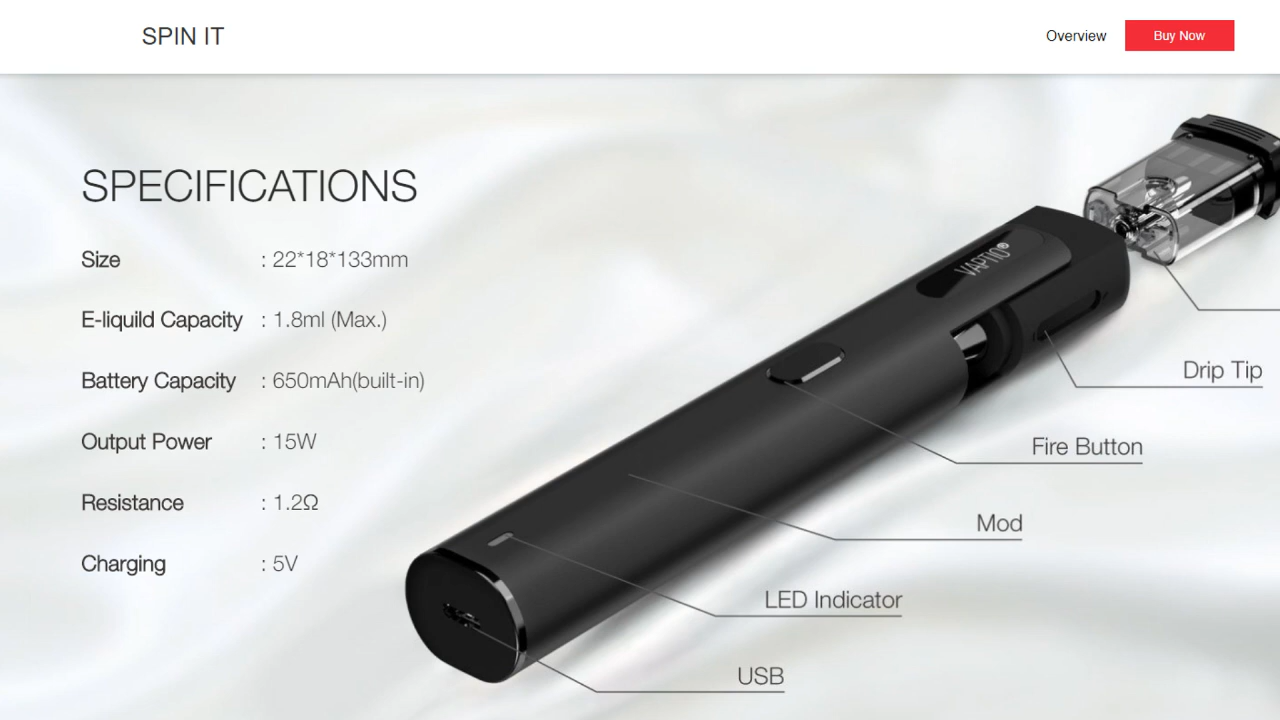 SPIN IT
Overview
Buy Now
SPECIFICATIONS
Size : 22*18*133mm
E-liquild Capacity : 1.8ml (Max.)
Battery Capacity : 650mAh(built-in)
Output Power : 15W
Resistance : 1.2Ω
Charging : 5V
VAPTIO®
Drip Tip
Fire Button
Mod
LED Indicator
USB